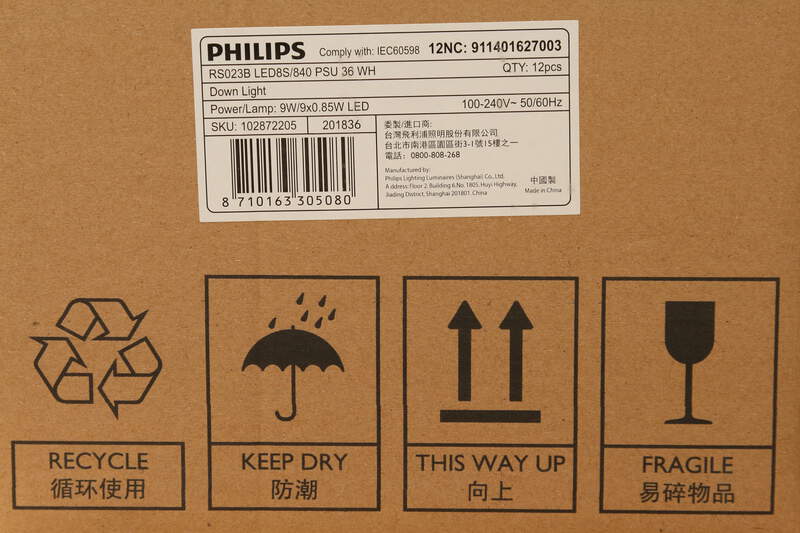 PHILIPS Comply with: IEC60598 12NC: 911401627003
RS023B LED8S/840 PSU 36 WH QTY: 12pcs
Down Light
Power/Lamp: 9W/9x0.85W LED 100-240V~ 50/60Hz
SKU: 102872205 201836
8 710163 305080
委製/進口商:
台灣飛利浦照明股份有限公司
台北市南港區園區街3-1號15樓之一
電話：0800-808-268
Manufactured by:
Philips Lighting Luminaires (Shanghai) Co., Ltd.
A ddress: Floor 2, Building 6, No. 1805, Huyi Highway,
Jiading District, Shanghai 201801, China
中國製
Made in China
RECYCLE
循环使用
KEEP DRY
防潮
THIS WAY UP
向上
FRAGILE
易碎物品